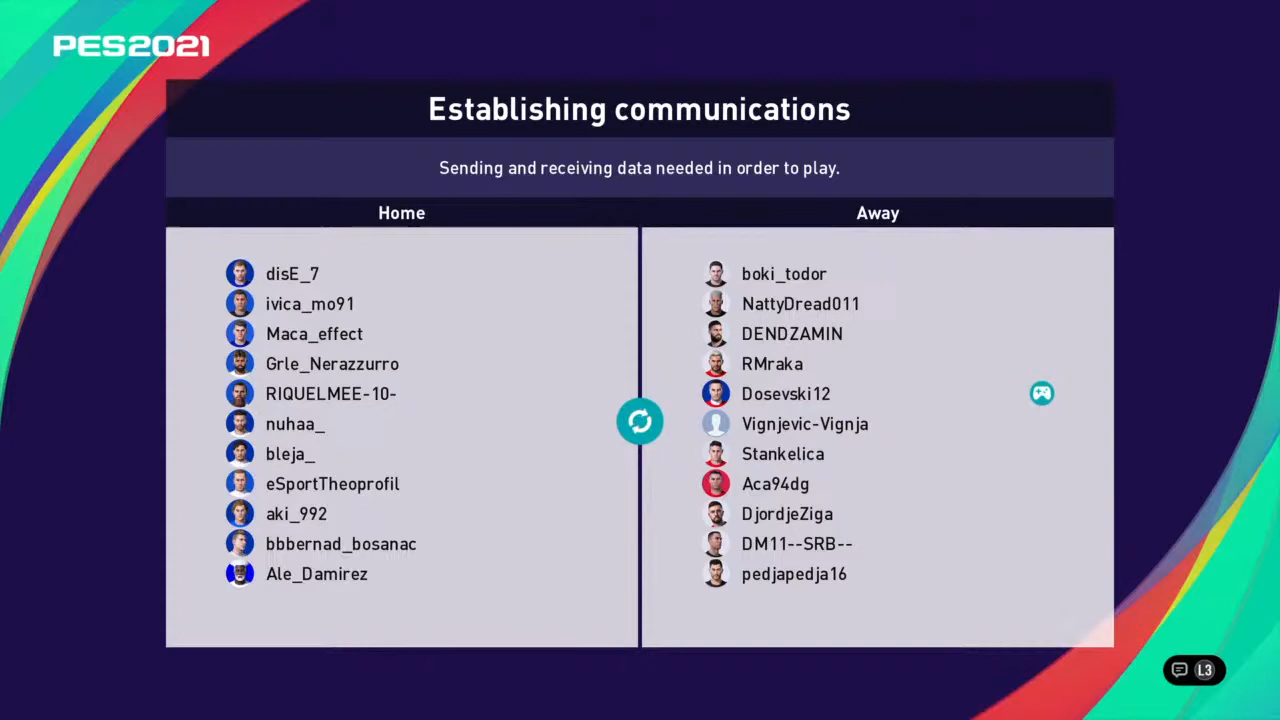 PES2021
Establishing communications
Sending and receiving data needed in order to play.
Home
disE_7
ivica_mo91
Maca_effect
Grle_Nerazzurro
RIQUELMEE-10-
nuhaa_
bleja_
eSportTheoprofil
aki_992
bbbernad_bosanac
Ale_Damirez
Away
boki_todor
NattyDread011
DENDZAMIN
RMraka
Dosevski12
Vignjevic-Vignja
Stankelica
Aca94dg
DjordjeZiga
DM11--SRB--
pedjapedja16
L3